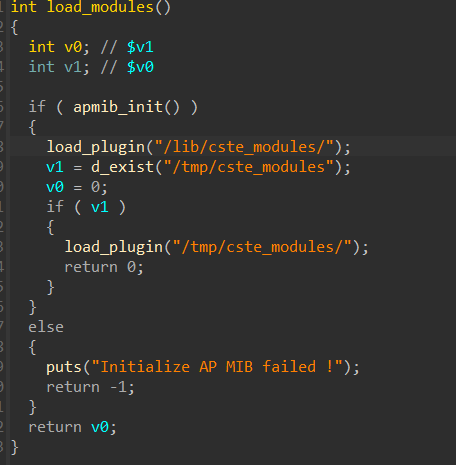 int load_modules()
{
  int v0; // $v1
  int v1; // $v0

  if ( apmib_init() )
  {
    load_plugin("/lib/cste_modules/");
    v1 = d_exist("/tmp/cste_modules");
    v0 = 0;
    if ( v1 )
    {
      load_plugin("/tmp/cste_modules/");
      return 0;
    }
  }
  else
  {
    puts("Initialize AP MIB failed !");
    return -1;
  }
  return v0;
}